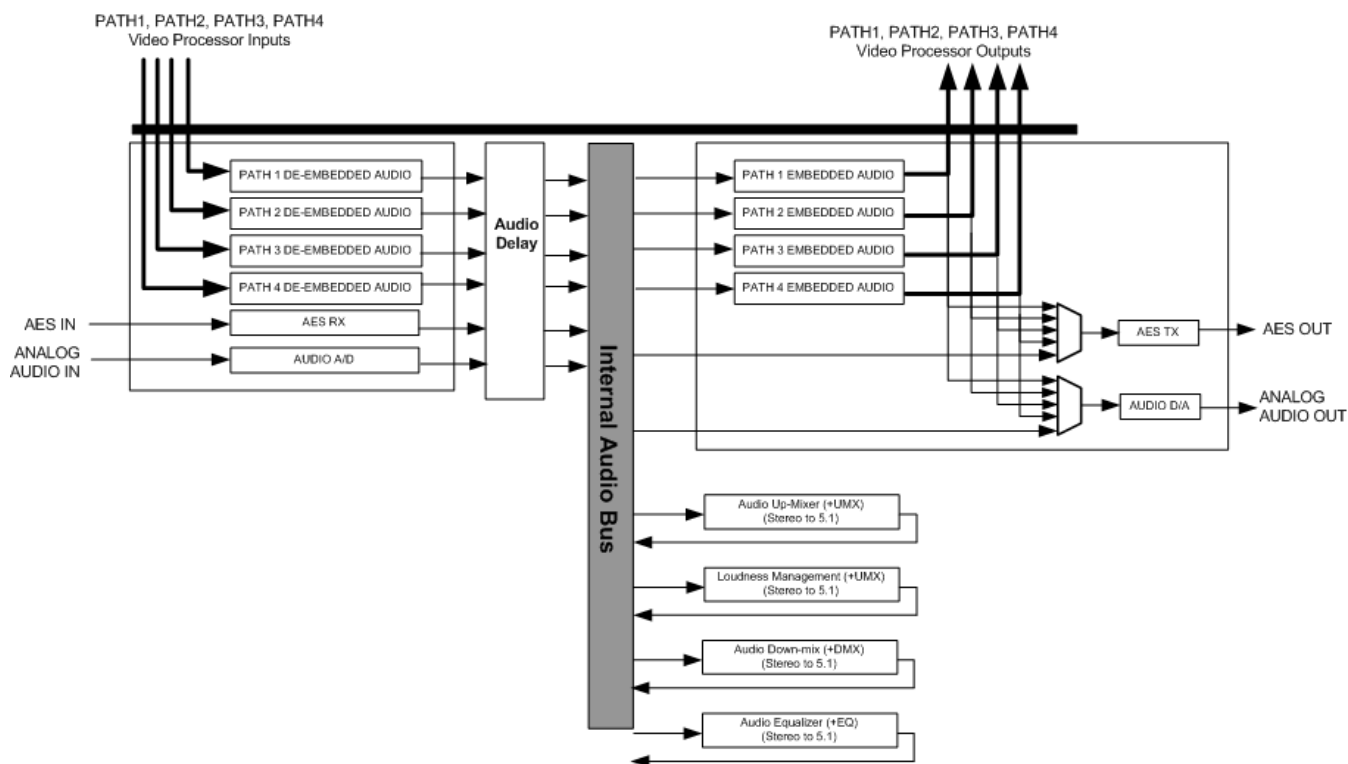 PATH1, PATH2, PATH3, PATH4
Video Processor Inputs
PATH1, PATH2, PATH3, PATH4
Video Processor Outputs
PATH 1 DE-EMBEDDED AUDIO
PATH 2 DE-EMBEDDED AUDIO
PATH 3 DE-EMBEDDED AUDIO
PATH 4 DE-EMBEDDED AUDIO
AES IN
AES RX
ANALOG
AUDIO IN
AUDIO A/D
Audio
Delay
Internal Audio Bus
PATH 1 EMBEDDED AUDIO
PATH 2 EMBEDDED AUDIO
PATH 3 EMBEDDED AUDIO
PATH 4 EMBEDDED AUDIO
AES TX
AES OUT
AUDIO D/A
ANALOG
AUDIO OUT
Audio Up-Mixer (+UMX)
(Stereo to 5.1)
Loudness Management (+UMX)
(Stereo to 5.1)
Audio Down-mix (+DMX)
(Stereo to 5.1)
Audio Equalizer (+EQ)
(Stereo to 5.1)